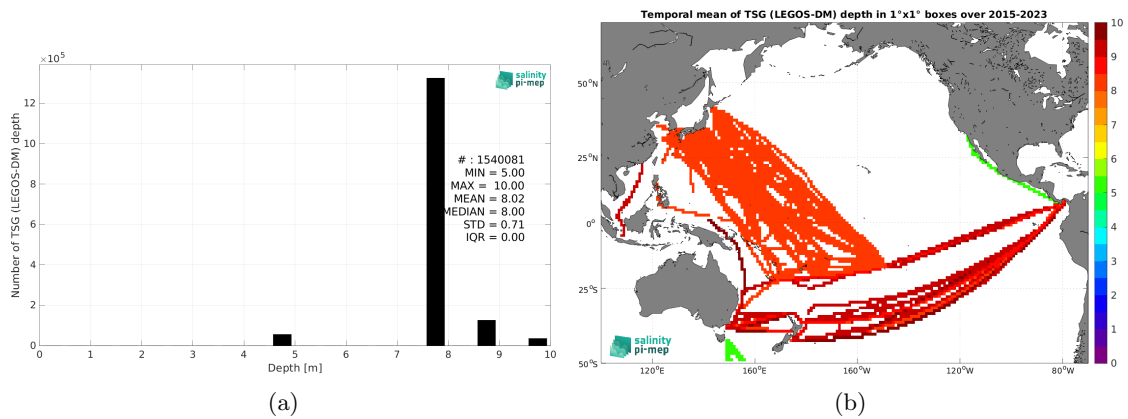 ×10⁵
12
10
8
6
4
2
0
Number of TSG (LEGOS-DM) depth
salinity
pi-mep
# : 1540081
MIN = 5.00
MAX = 10.00
MEAN = 8.02
MEDIAN = 8.00
STD = 0.71
IQR = 0.00
0 1 2 3 4 5 6 7 8 9 10
Depth [m]
(a)
Temporal mean of TSG (LEGOS-DM) depth in 1°x1° boxes over 2015-2023
50°N
25°N
0°
25°S
50°S
120°E 160°E 160°W 120°W 80°W
salinity
pi-mep
10
9
8
7
6
5
4
3
2
1
0
(b)